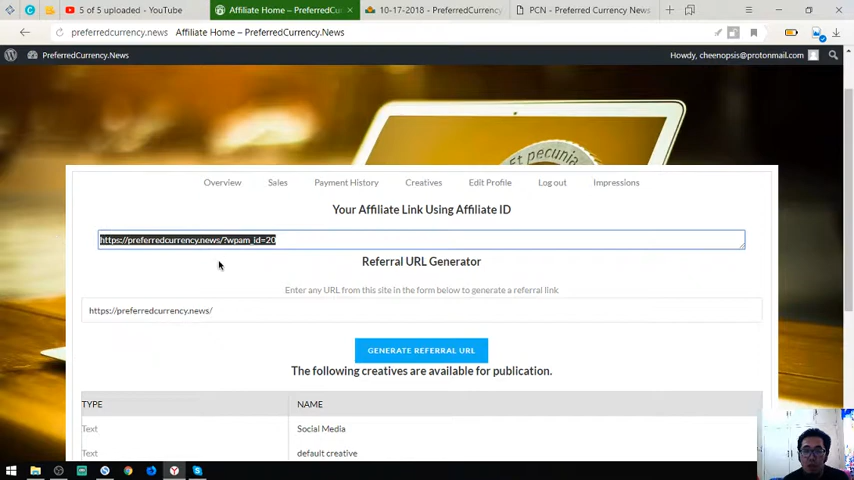 5 of 5 uploaded - YouTube
Affiliate Home – PreferredCur
10-17-2018 - preferredcurrency
PCN - Preferred Currency News
preferredcurrency.news
Affiliate Home – PreferredCurrency.News
PreferredCurrency.News
Howdy, cheenopsis@protonmail.com
Et pecunia
Overview
Sales
Payment History
Creatives
Edit Profile
Log out
Impressions
Your Affiliate Link Using Affiliate ID
https://preferredcurrency.news/?wpam_id=20
Referral URL Generator
Enter any URL from this site in the form below to generate a referral link
https://preferredcurrency.news/
GENERATE REFERRAL URL
The following creatives are available for publication.
TYPE
NAME
Text
Social Media
Text
default creative